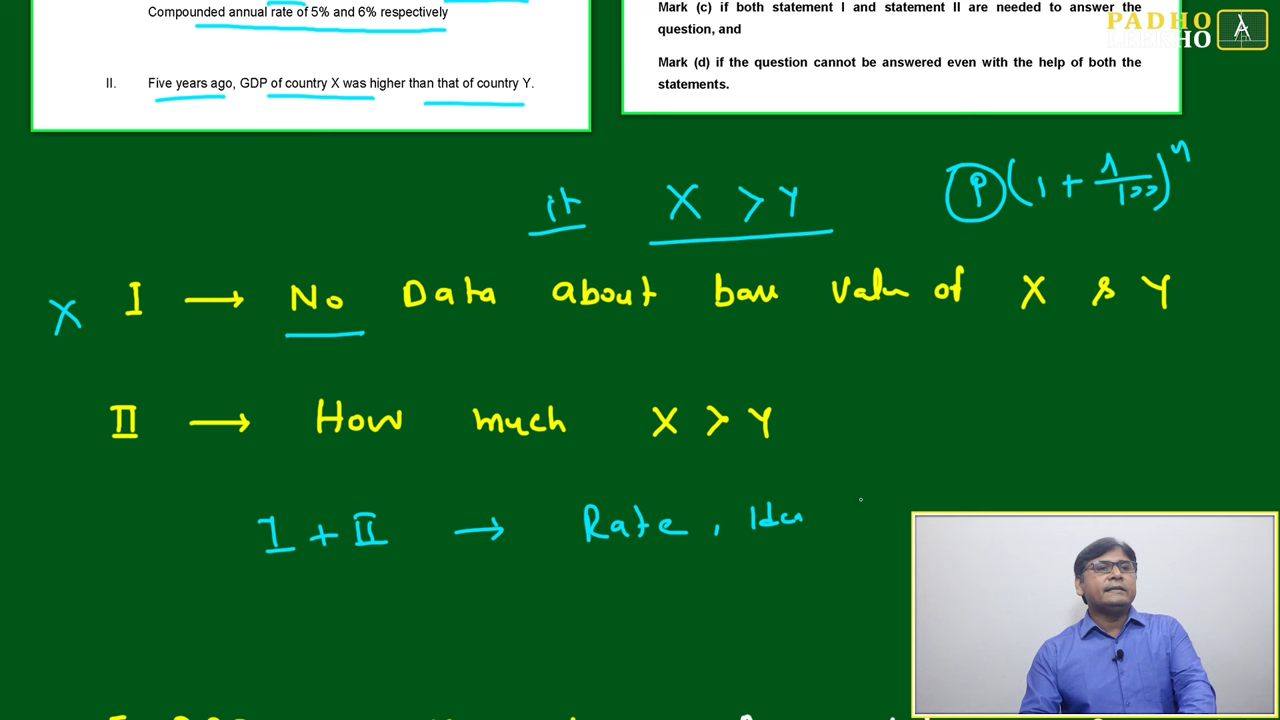 Compounded annual rate of 5% and 6% respectively
II. Five years ago, GDP of country X was higher than that of country Y.
Mark (c) if both statement I and statement II are needed to answer the
question, and
Mark (d) if the question cannot be answered even with the help of both the
statements.
PADHO
LEEKHO
P(1 + r/100)^n
if X > Y
X I → No Data about base value of X & Y
II → How much X > Y
I + II → Rate, Idea